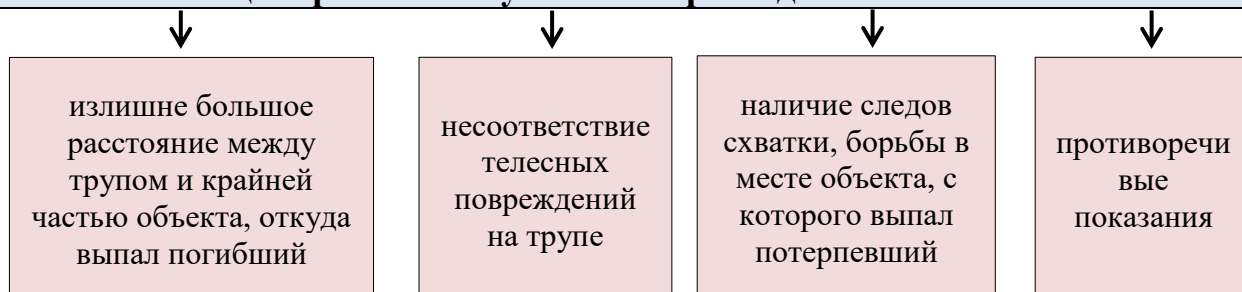 излишне большое
расстояние между
трупом и крайней
частью объекта, откуда
выпал погибший
несоответствие
телесных
повреждений
на трупе
наличие следов
схватки, борьбы в
месте объекта, с
которого выпал
потерпевший
противоречи
вые
показания